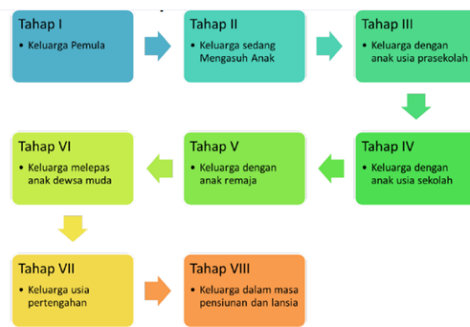 Tahap I
• Keluarga Pemula
Tahap II
• Keluarga sedang
Mengasuh Anak
Tahap III
• Keluarga dengan
anak usia prasekolah
Tahap IV
• Keluarga dengan
anak usia sekolah
Tahap V
• Keluarga dengan
anak remaja
Tahap VI
• Keluarga melepas
anak dewsa muda
Tahap VII
• Keluarga usia
pertengahan
Tahap VIII
• Keluarga dalam masa
pensiunan dan lansia